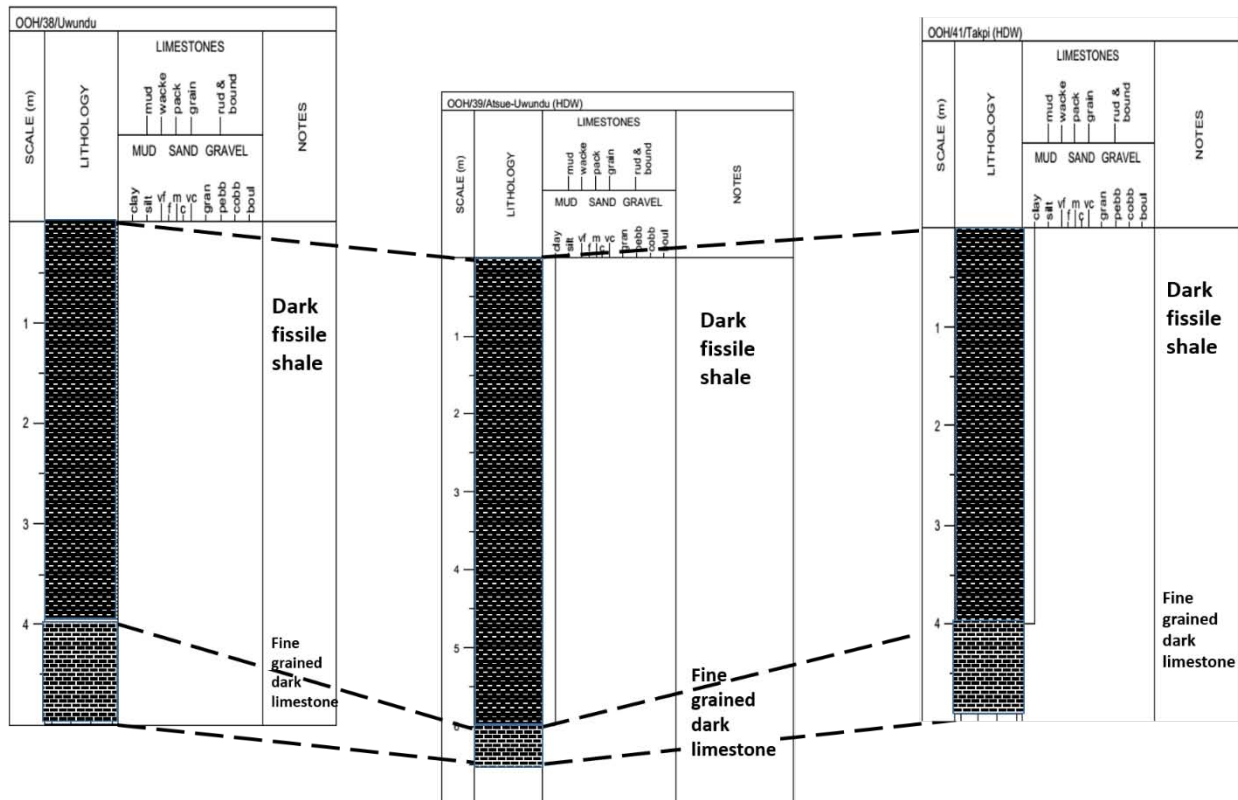 OOH/38/Uwundu
SCALE (m)
LITHOLOGY
LIMESTONES
mud
wacke
pack
grain
rud &
bound
MUD SAND GRAVEL
clay
silt
vf
f
m
c
vc
gran
pebb
cobb
boul
NOTES
1
2
3
4
Dark
fissile
shale
Fine
grained
dark
limestone
OOH/39/Atsue-Uwundu (HDW)
SCALE (m)
LITHOLOGY
LIMESTONES
mud
wacke
pack
grain
rud &
bound
MUD SAND GRAVEL
clay
silt
vf
f
m
c
vc
gran
pebb
cobb
boul
NOTES
1
2
3
4
5
6
Dark
fissile
shale
Fine
grained
dark
limestone
OOH/41/Takpi (HDW)
SCALE (m)
LITHOLOGY
LIMESTONES
mud
wacke
pack
grain
rud &
bound
MUD SAND GRAVEL
clay
silt
vf
f
m
c
vc
gran
pebb
cobb
boul
NOTES
1
2
3
4
Dark
fissile
shale
Fine
grained
dark
limestone